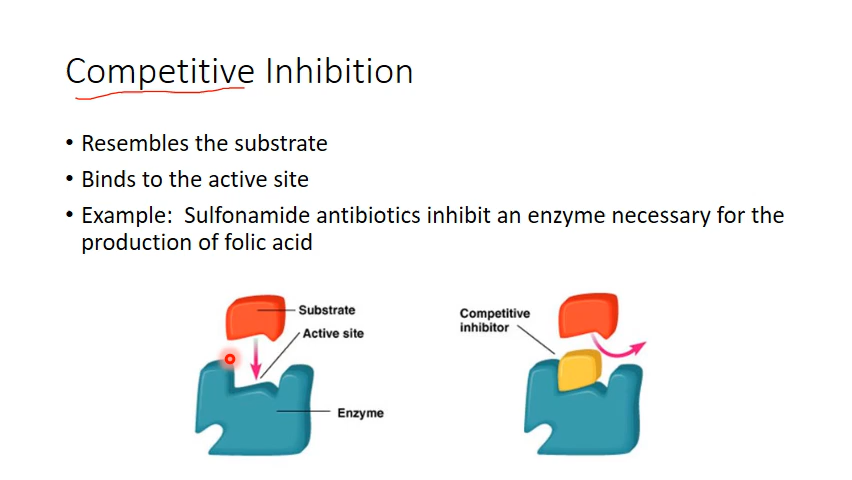 Competitive Inhibition
• Resembles the substrate
• Binds to the active site
• Example:  Sulfonamide antibiotics inhibit an enzyme necessary for the
production of folic acid
Substrate
Active site
Enzyme
Competitive
inhibitor